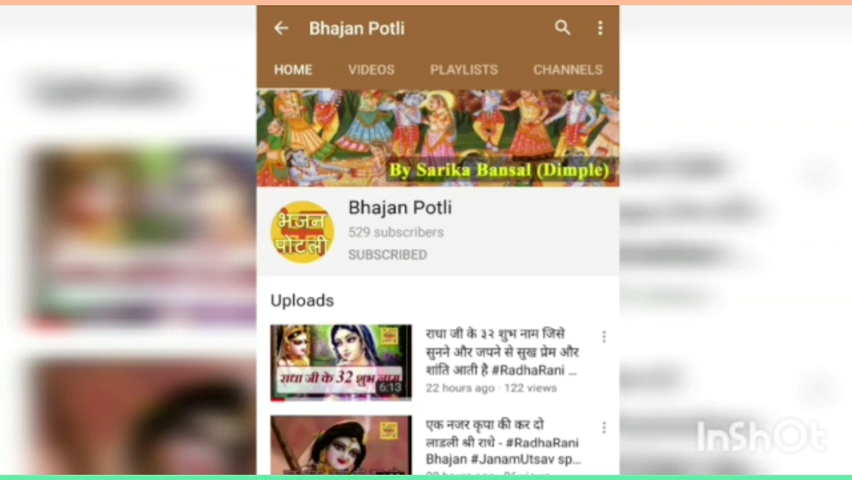 Bhajan Potli
HOME VIDEOS PLAYLISTS CHANNELS
By Sarika Bansal (Dimple)
भजन
पोटली
Bhajan Potli
529 subscribers
SUBSCRIBED
Uploads
राधा जी के 32 शुभ नाम
6:13
राधा जी के ३२ शुभ नाम जिसे
सुनने और जपने से सुख प्रेम और
शांति आती है #RadhaRani ...
22 hours ago · 122 views
एक नजर कृपा की कर दो
लाडली श्री राधे - #RadhaRani
Bhajan #JanamUtsav sp...
InShOt